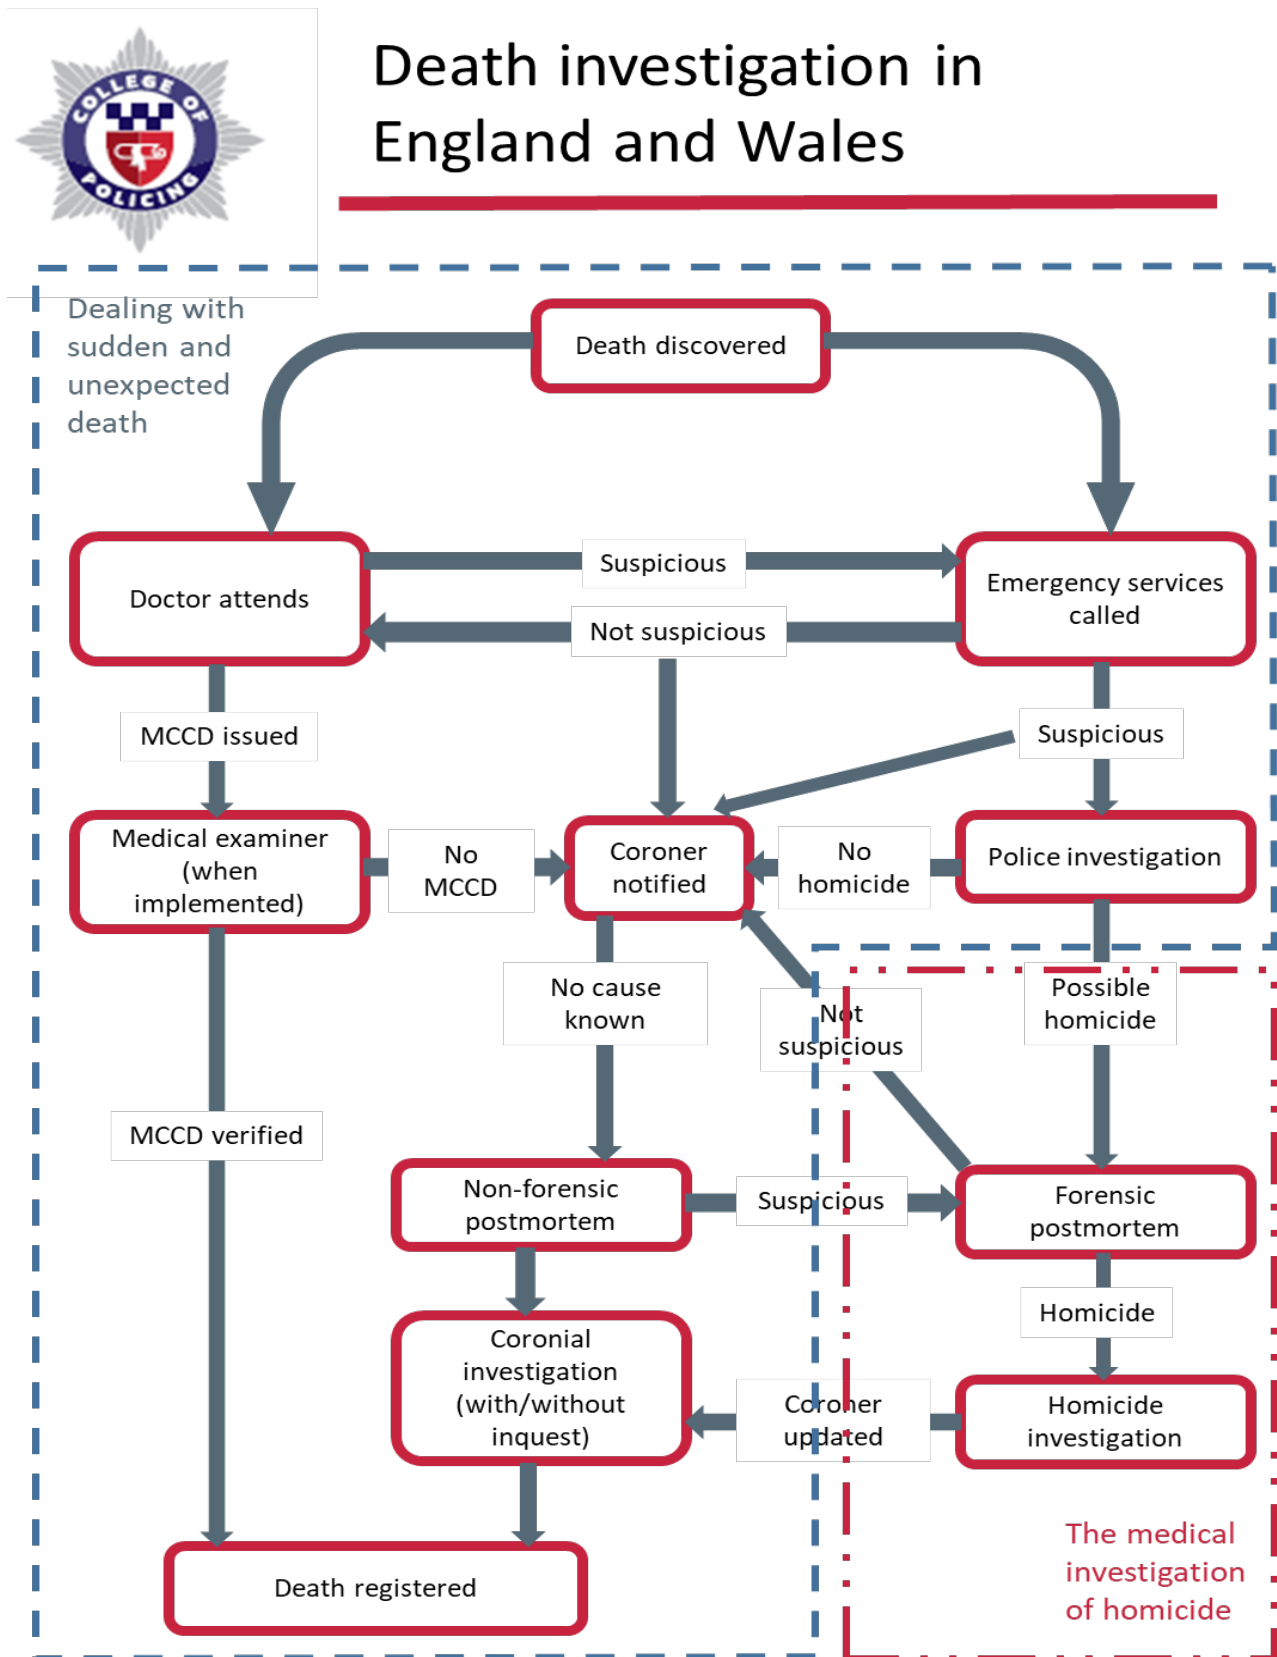 COLLEGE OF
POLICING
Death investigation in
England and Wales
Dealing with
sudden and
unexpected
death
Death discovered
Doctor attends
Suspicious
Not suspicious
Emergency services
called
MCCD issued
Suspicious
Medical examiner
(when
implemented)
No
MCCD
Coroner
notified
No
homicide
Police investigation
No cause
known
Not
suspicious
Possible
homicide
MCCD verified
Non-forensic
postmortem
Suspicious
Forensic
postmortem
Homicide
Coronial
investigation
(with/without
inquest)
Coroner
updated
Homicide
investigation
Death registered
The medical
investigation
of homicide